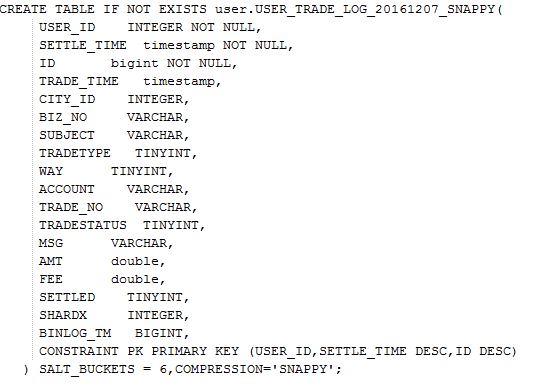 CREATE TABLE IF NOT EXISTS user.USER_TRADE_LOG_20161207_SNAPPY(
USER_ID INTEGER NOT NULL,
SETTLE_TIME timestamp NOT NULL,
ID bigint NOT NULL,
TRADE_TIME timestamp,
CITY_ID INTEGER,
BIZ_NO VARCHAR,
SUBJECT VARCHAR,
TRADETYPE TINYINT,
WAY TINYINT,
ACCOUNT VARCHAR,
TRADE_NO VARCHAR,
TRADESTATUS TINYINT,
MSG VARCHAR,
AMT double,
FEE double,
SETTLED TINYINT,
SHARDX INTEGER,
BINLOG_TM BIGINT,
CONSTRAINT PK PRIMARY KEY (USER_ID,SETTLE_TIME DESC,ID DESC)
) SALT_BUCKETS = 6,COMPRESSION='SNAPPY';